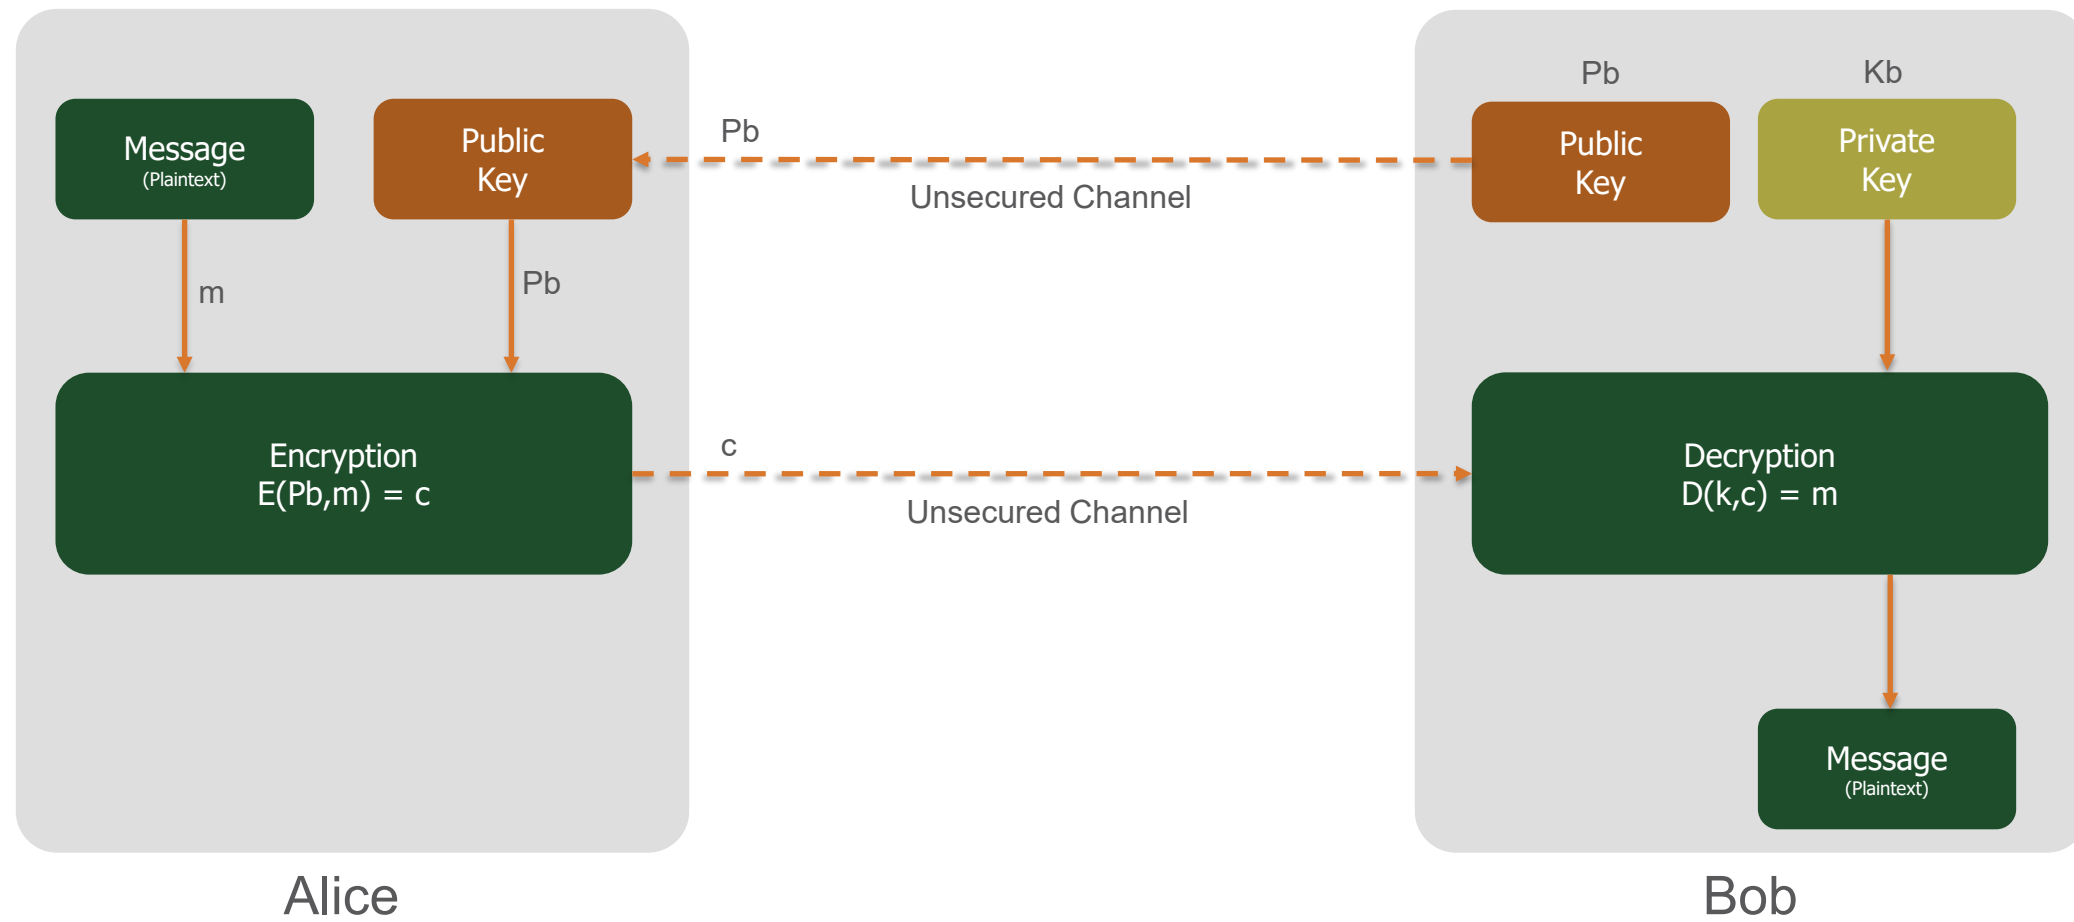 Message
(Plaintext)
Public
Key
m
Pb
Encryption
E(Pb,m) = c
Alice
Pb
Unsecured Channel
c
Unsecured Channel
Pb
Kb
Public
Key
Private
Key
Decryption
D(k,c) = m
Message
(Plaintext)
Bob